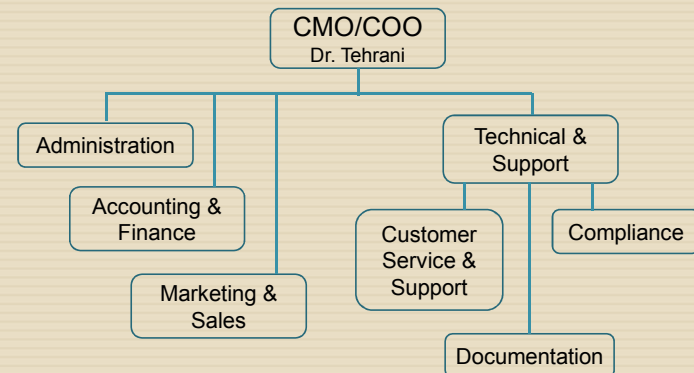 CMO/COO
Dr. Tehrani
Administration
Technical &
Support
Accounting &
Finance
Customer
Service &
Support
Compliance
Marketing &
Sales
Documentation